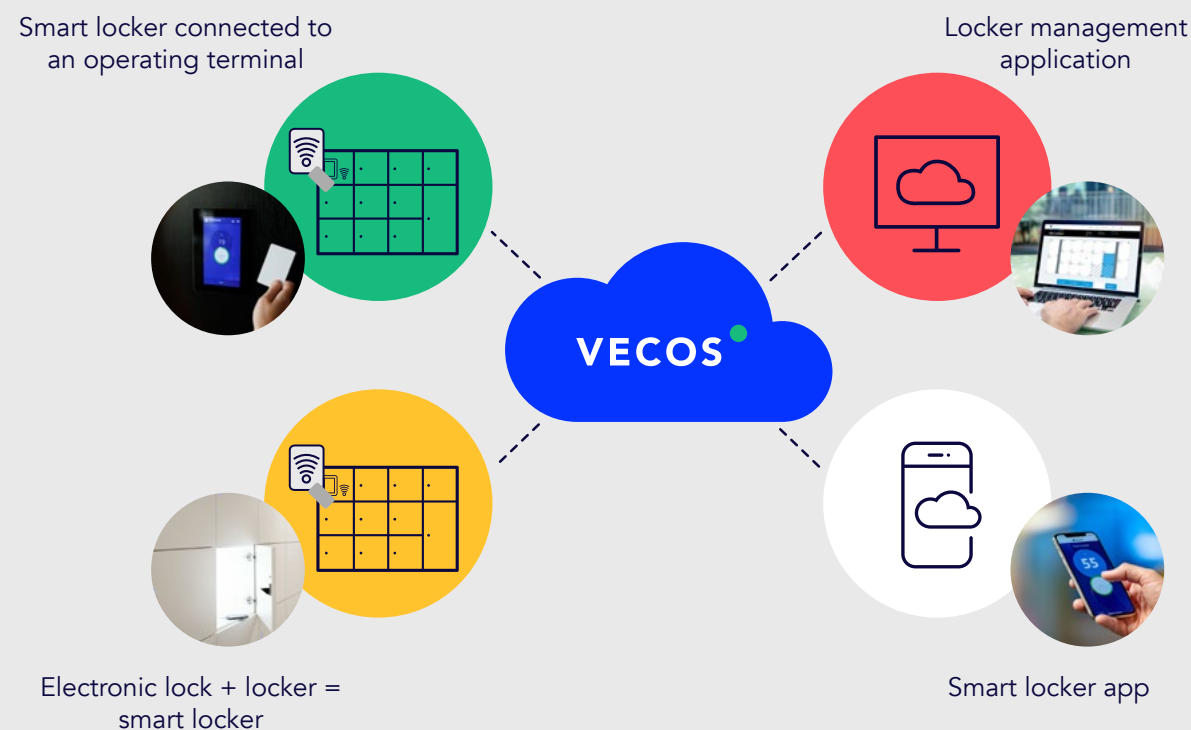 Smart locker connected to
an operating terminal
Locker management
application
VECOS
55
Electronic lock + locker =
smart locker
Smart locker app